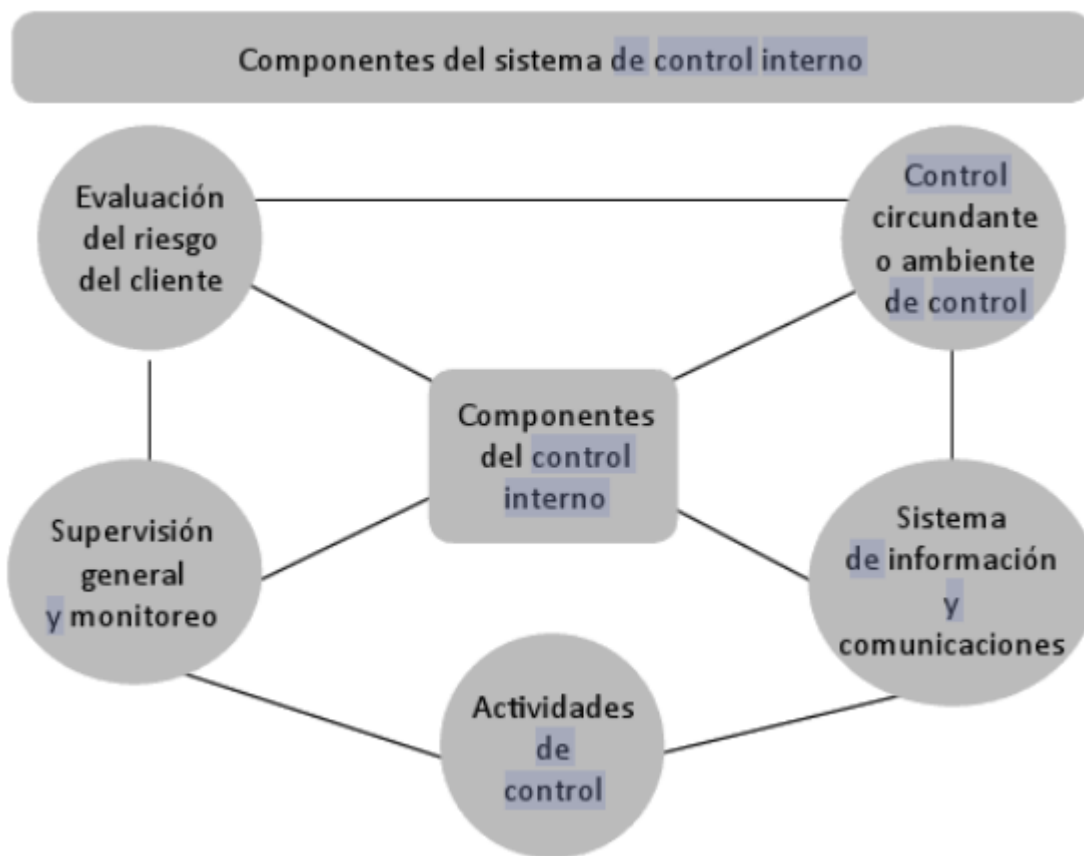 Componentes del sistema de control interno
Evaluación
del riesgo
del cliente
Control
circundante
o ambiente
de control
Componentes
del control
interno
Supervisión
general
y monitoreo
Sistema
de información
y
comunicaciones
Actividades
de
control